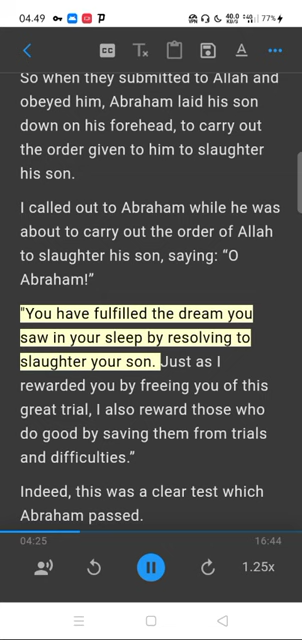 04.49
40.0
KB/S
77%
CC
So when they submitted to Allah and
obeyed him, Abraham laid his son
down on his forehead, to carry out
the order given to him to slaughter
his son.
I called out to Abraham while he was
about to carry out the order of Allah
to slaughter his son, saying: “O
Abraham!”
"You have fulfilled the dream you
saw in your sleep by resolving to
slaughter your son. Just as I
rewarded you by freeing you of this
great trial, I also reward those who
do good by saving them from trials
and difficulties.”
Indeed, this was a clear test which
Abraham passed.
04:25
16:44
1.25x